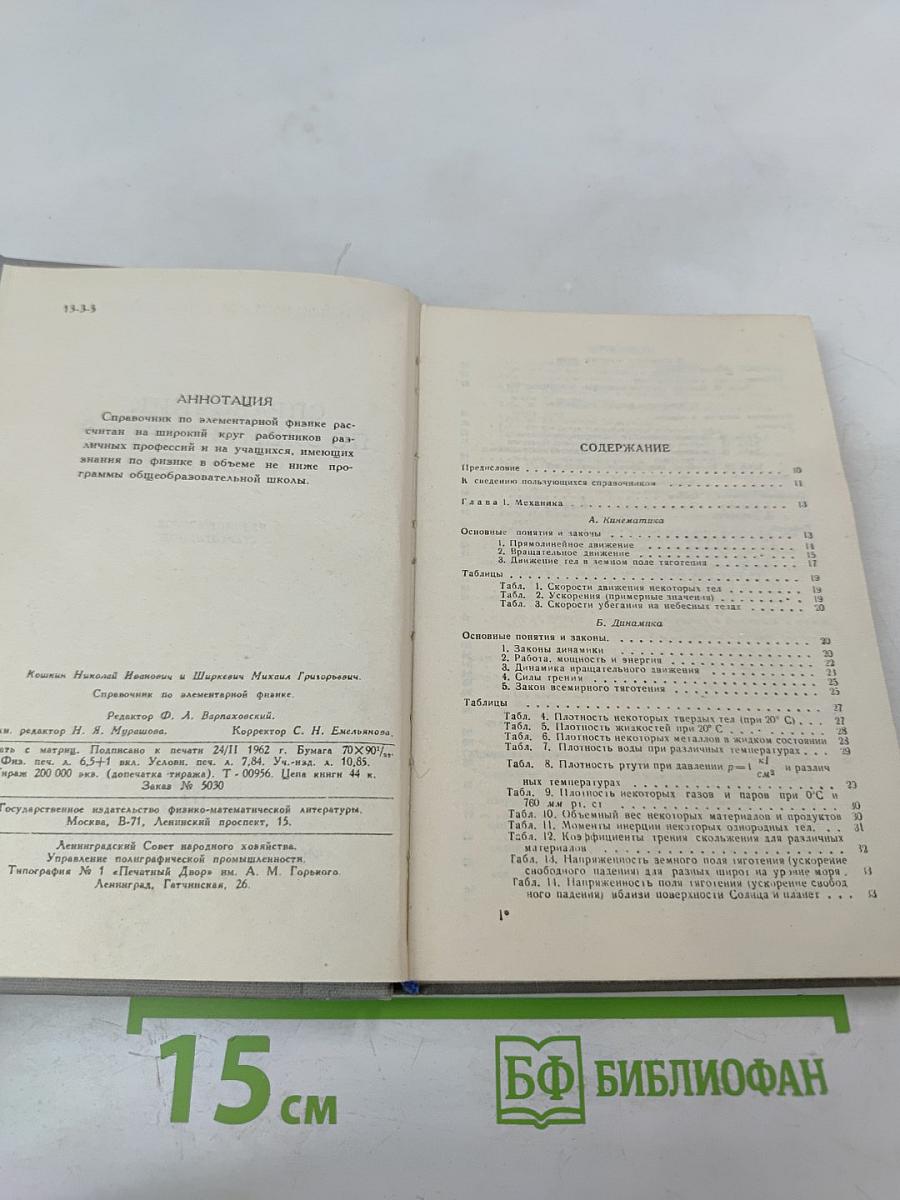 13-3-3
АННОТАЦИЯ
Справочник по элементарной физике рас-
считан на широкий круг работников раз-
личных профессий и на учащихся, имеющих
знания по физике в объеме не ниже про-
граммы общеобразовательной школы.
Кошкин Николай Иванович и Ширкевич Михаил Григорьевич.
Справочник по элементарной физике.
Редактор Ф. А. Варпаховский.
редактор Н. Я. Мурашова. Корректор С. Н. Емельянова.
с матриц. Подписано к печати 24/II 1962 г. Бумага 70×90¹/₃₂.
Физ. печ. л. 6,5+1 вкл. Условн. печ. л. 7,84. Уч.-изд. л. 10,85.
200 000 экз. (допечатка тиража). Т - 00956. Цена книги 44 к.
Заказ № 5030
Государственное издательство физико-математической литературы.
Москва, В-71, Ленинский проспект, 15.
Ленинградский Совет народного хозяйства.
Управление полиграфической промышленности.
Типография № 1 «Печатный Двор» им. А. М. Горького.
Ленинград, Гатчинская, 26.
СОДЕРЖАНИЕ
Предисловие . . . 10
К сведению пользующихся справочником . . . 11
Глава I. Механика . . . 13
А. Кинематика
Основные понятия и законы . . . 13
1. Прямолинейное движение . . . 14
2. Вращательное движение . . . 15
3. Движение тел в земном поле тяготения . . . 17
Таблицы . . . 19
Табл. 1. Скорости движения некоторых тел . . . 19
Табл. 2. Ускорения (примерные значения) . . . 19
Табл. 3. Скорости убегания на небесных телах . . . 20
Б. Динамика
Основные понятия и законы. . . . 20
1. Законы динамики . . . 20
2. Работа, мощность и энергия . . . 22
3. Динамика вращательного движения . . . 23
4. Силы трения . . . 25
5. Закон всемирного тяготения . . . 25
Таблицы . . . 27
Табл. 4. Плотность некоторых твердых тел (при 20° С) . . . 27
Табл. 5. Плотность жидкостей при 20° С . . . 28
Табл. 6. Плотность некоторых металлов в жидком состоянии 28
Табл. 7. Плотность воды при различных температурах . . . 29
Табл. 8. Плотность ртути при давлении p=1 кГ/см² и различ
ных температурах . . . 29
Табл. 9. Плотность некоторых газов и паров при 0°С и
760 мм рт. ст . . . 30
Табл. 10. Объемный вес некоторых материалов и продуктов 30
Табл. 11. Моменты инерции некоторых однородных тел. . . 31
Табл. 12. Коэффициенты трения скольжения для различных
материалов . . . 32
Табл. 13. Напряженность земного поля тяготения (ускорение
свободного падения) для разных широт на уровне моря . 33
Табл. 14. Напряженность поля тяготения (ускорение свобод
ного падения) вблизи поверхности Солнца и планет . . . 33
1*
15 см
БФ БИБЛИОФАН